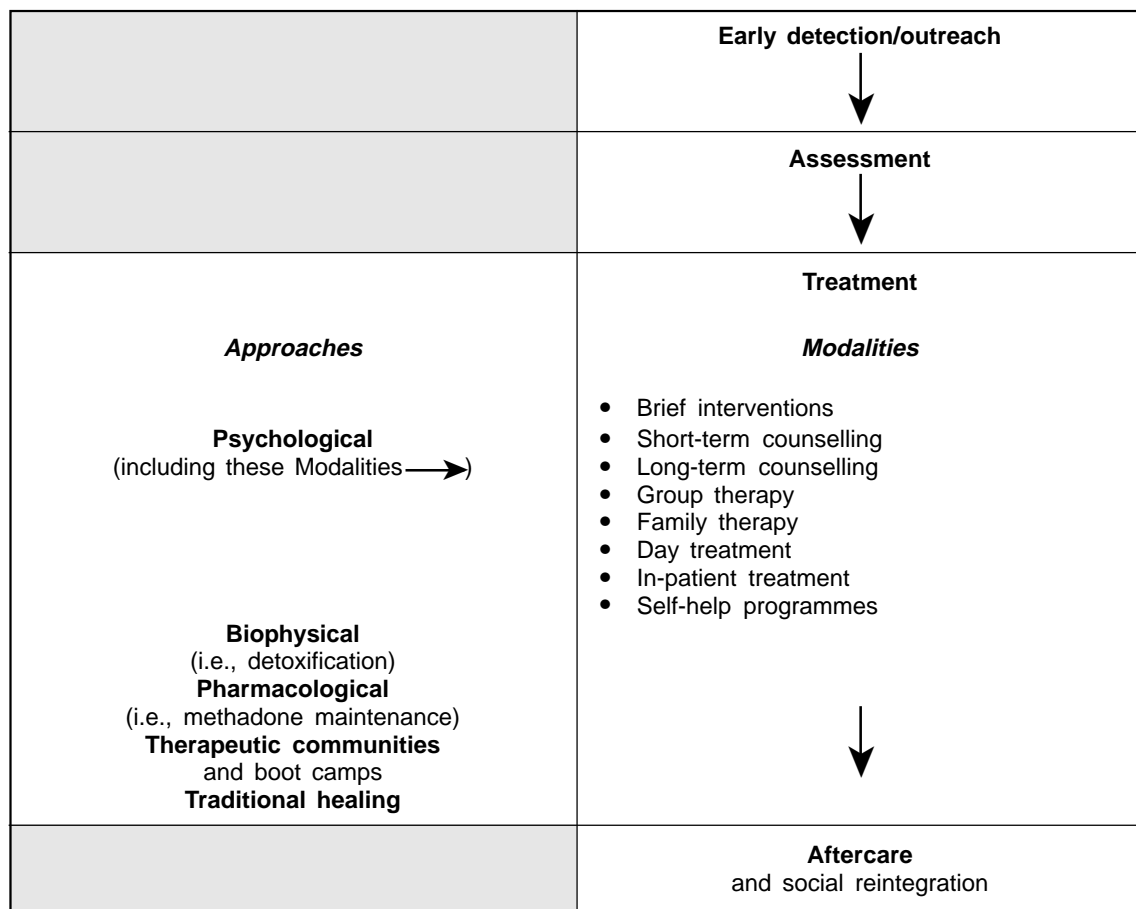 Early detection/outreach
Assessment
Treatment
Approaches
Modalities
Psychological
(including these Modalities )
• Brief interventions
• Short-term counselling
• Long-term counselling
• Group therapy
• Family therapy
• Day treatment
• In-patient treatment
• Self-help programmes
Biophysical
(i.e., detoxification)
Pharmacological
(i.e., methadone maintenance)
Therapeutic communities
and boot camps
Traditional healing
Aftercare
and social reintegration